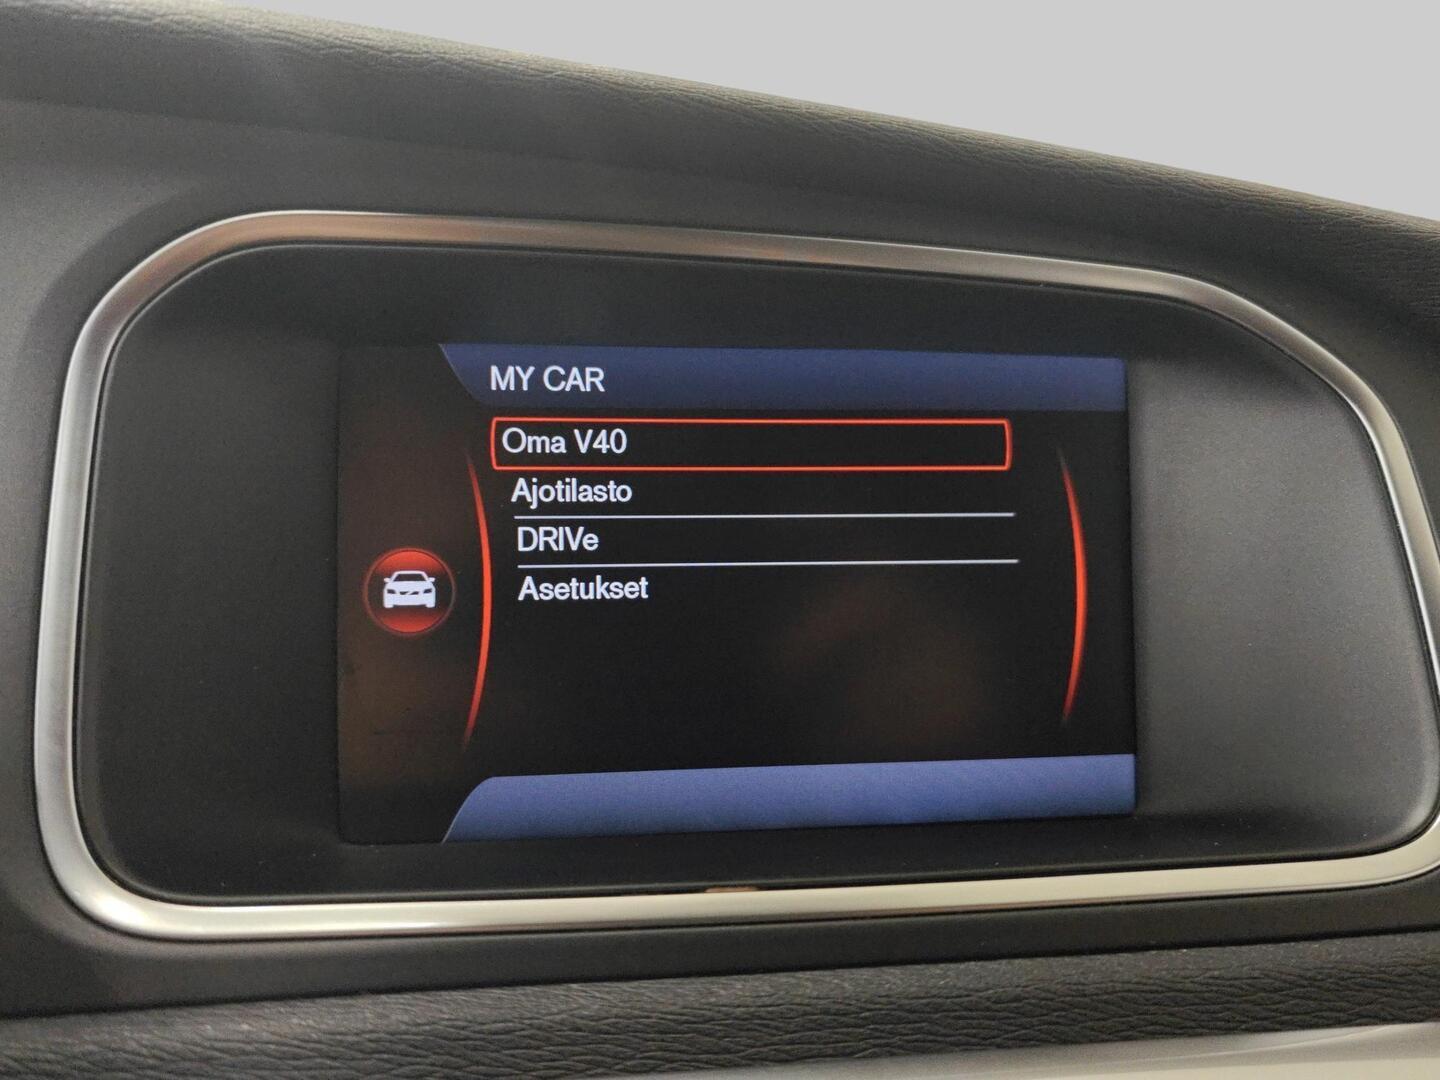 MY CAR
Oma V40
Ajotilasto
DRIVe
Asetukset